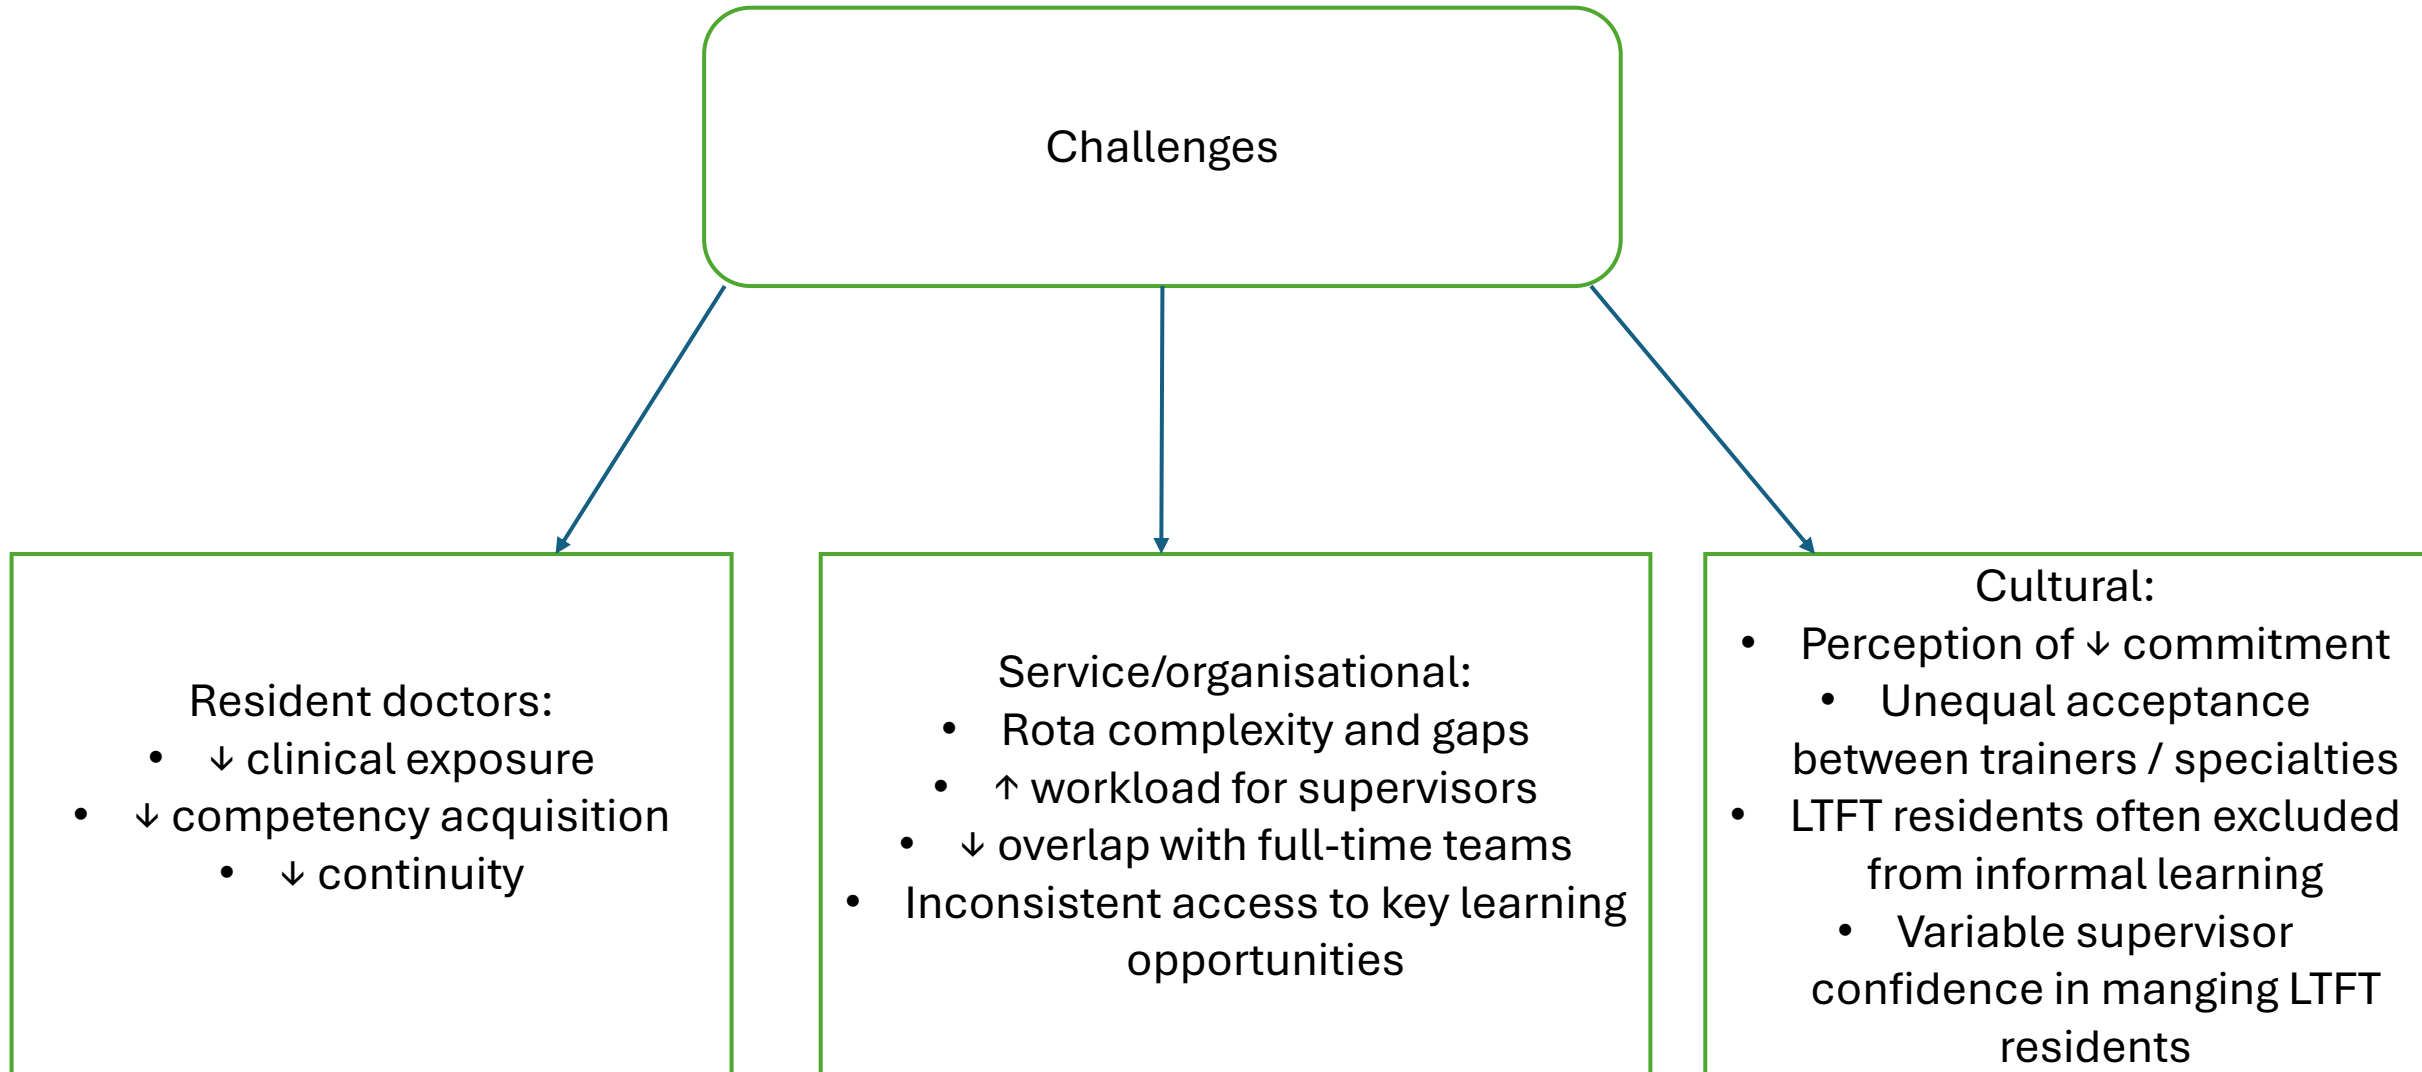 Challenges
Resident doctors:
• ↓ clinical exposure
• ↓ competency acquisition
• ↓ continuity
Service/organisational:
• Rota complexity and gaps
• ↑ workload for supervisors
• ↓ overlap with full-time teams
• Inconsistent access to key learning
opportunities
Cultural:
• Perception of ↓ commitment
• Unequal acceptance
between trainers / specialties
• LTFT residents often excluded
from informal learning
• Variable supervisor
confidence in manging LTFT
residents